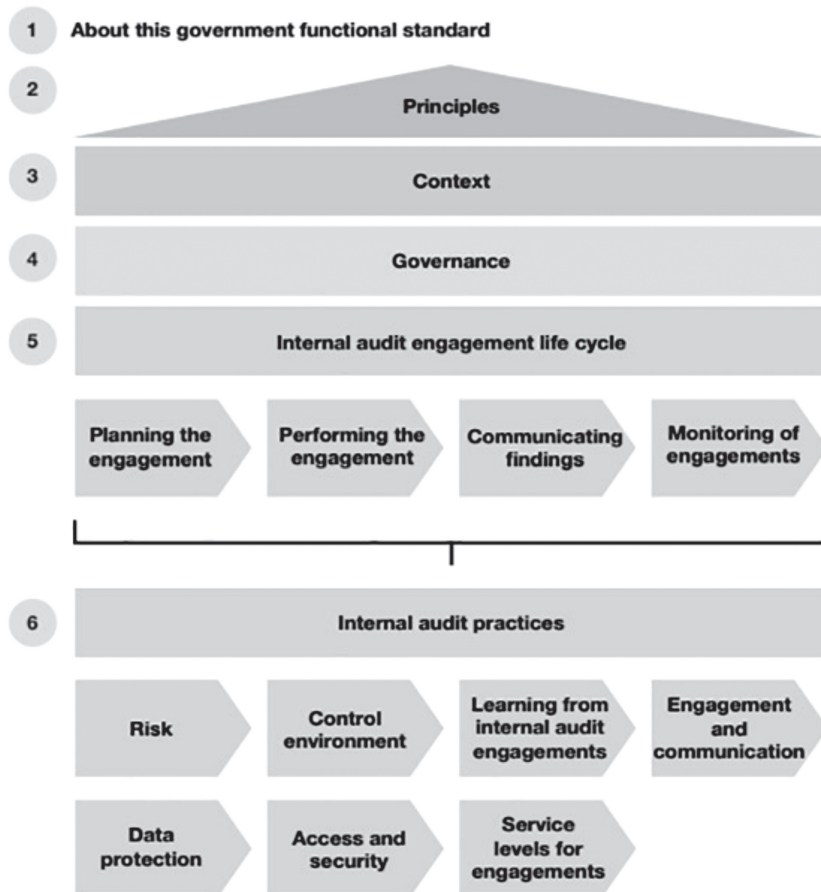 1 About this government functional standard
2
Principles
3
Context
4
Governance
5
Internal audit engagement life cycle
Planning the
engagement
Performing the
engagement
Communicating
findings
Monitoring of
engagements
6
Internal audit practices
Risk
Control
environment
Learning from
internal audit
engagements
Engagement
and
communication
Data
protection
Access and
security
Service
levels for
engagements